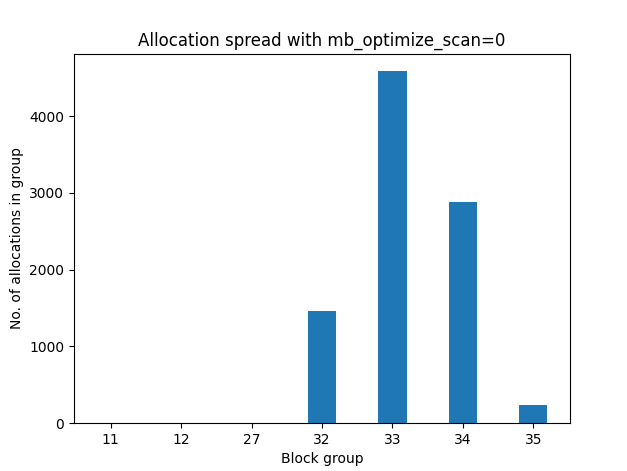 Allocation spread with mb_optimize_scan=0
No. of allocations in group
4000
3000
2000
1000
0
11 12 27 32 33 34 35
Block group